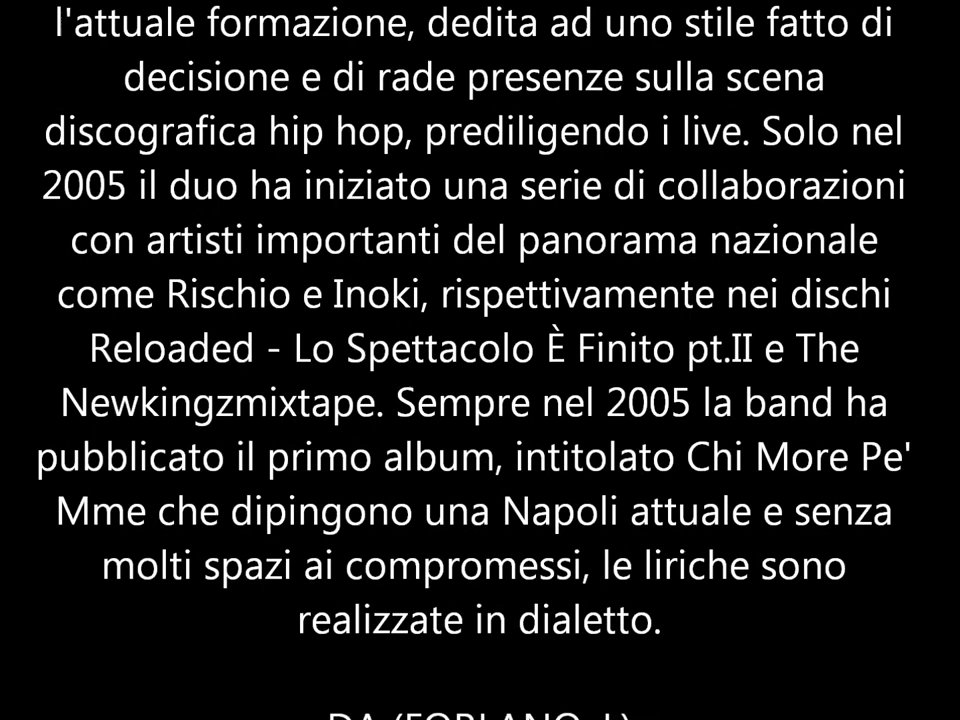 l'attuale formazione, dedita ad uno stile fatto di
decisione e di rade presenze sulla scena
discografica hip hop, prediligendo i live. Solo nel
2005 il duo ha iniziato una serie di collaborazioni
con artisti importanti del panorama nazionale
come Rischio e Inoki, rispettivamente nei dischi
Reloaded - Lo Spettacolo È Finito pt.II e The
Newkingzmixtape. Sempre nel 2005 la band ha
pubblicato il primo album, intitolato Chi More Pe'
Mme che dipingono una Napoli attuale e senza
molti spazi ai compromessi, le liriche sono
realizzate in dialetto.